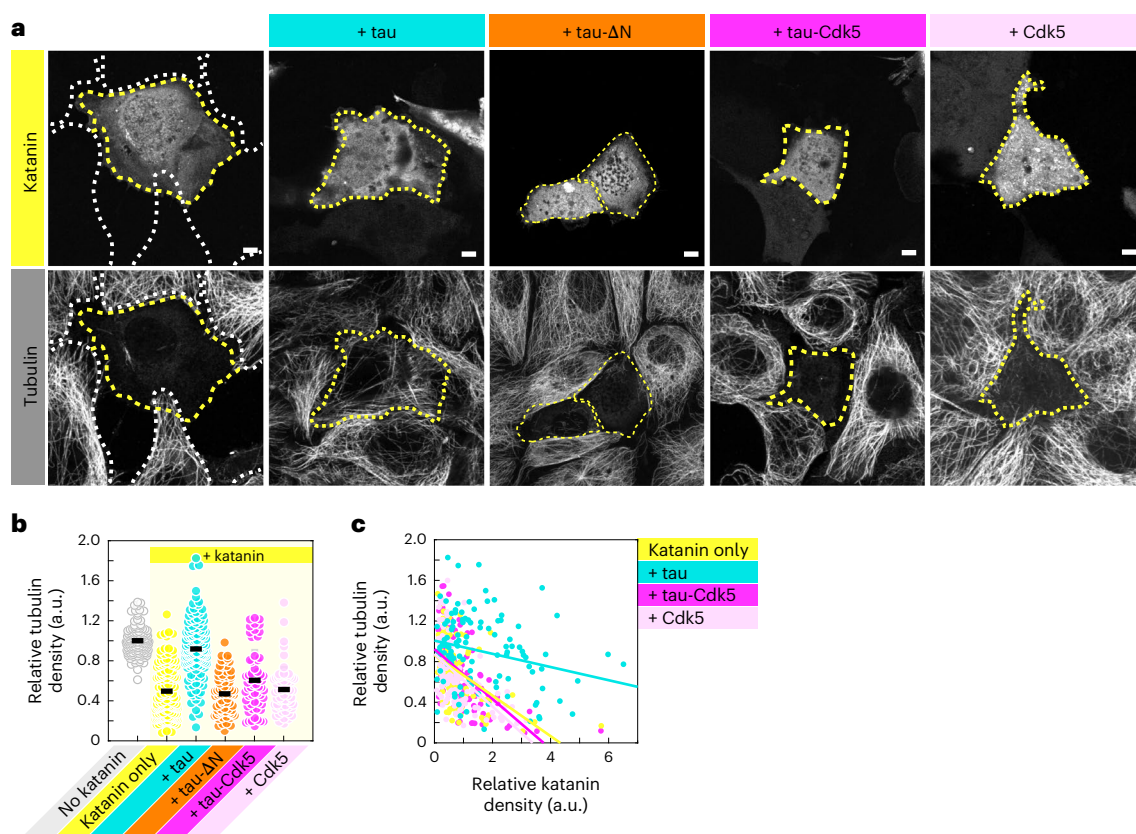 a
+ tau
+ tau-ΔN
+ tau-Cdk5
+ Cdk5
Katanin
Tubulin
b
2.0
1.6
1.2
0.8
0.4
0
Relative tubulin
density (a.u.)
+ katanin
No katanin
Katanin only
+ tau
+ tau-ΔN
+ tau-Cdk5
+ Cdk5
c
2.0
1.6
1.2
0.8
0.4
0
Relative tubulin
density (a.u.)
0
2
4
6
Relative katanin
density (a.u.)
Katanin only
+ tau
+ tau-Cdk5
+ Cdk5